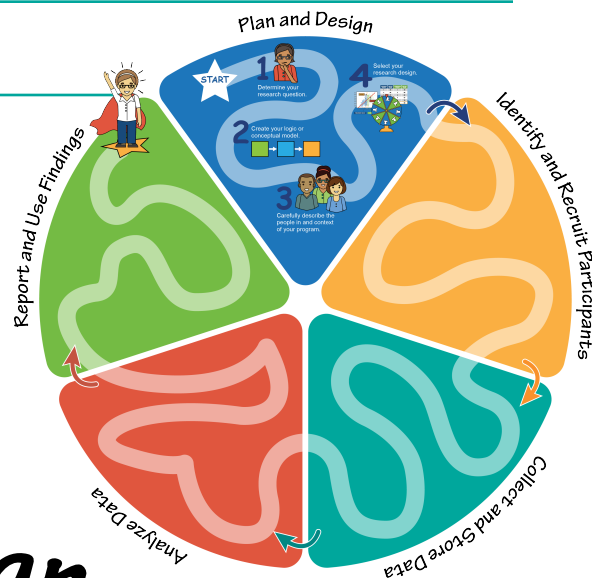 Plan and Design
START
1
Determine your
research question.
2
Create your logic or
conceptual model.
3
Carefully describe the
people in and context
of your program.
4
Select your
research design.
Identify and Recruit Participants
Collect and Store Data
Analyze Data
Report and Use Findings